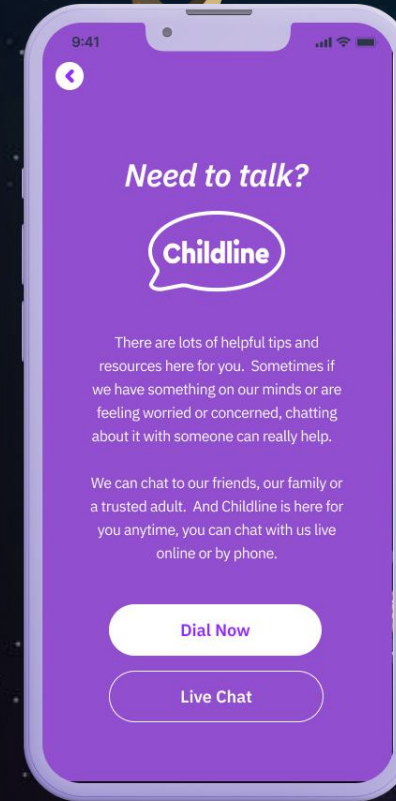 9:41
Need to talk?
Childline
There are lots of helpful tips and
resources here for you. Sometimes if
we have something on our minds or are
feeling worried or concerned, chatting
about it with someone can really help.
We can chat to our friends, our family or
a trusted adult. And Childline is here for
you anytime, you can chat with us live
online or by phone.
Dial Now
Live Chat